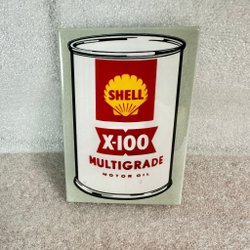 SHELL
X-100
MULTIGRADE
MOTOR OIL